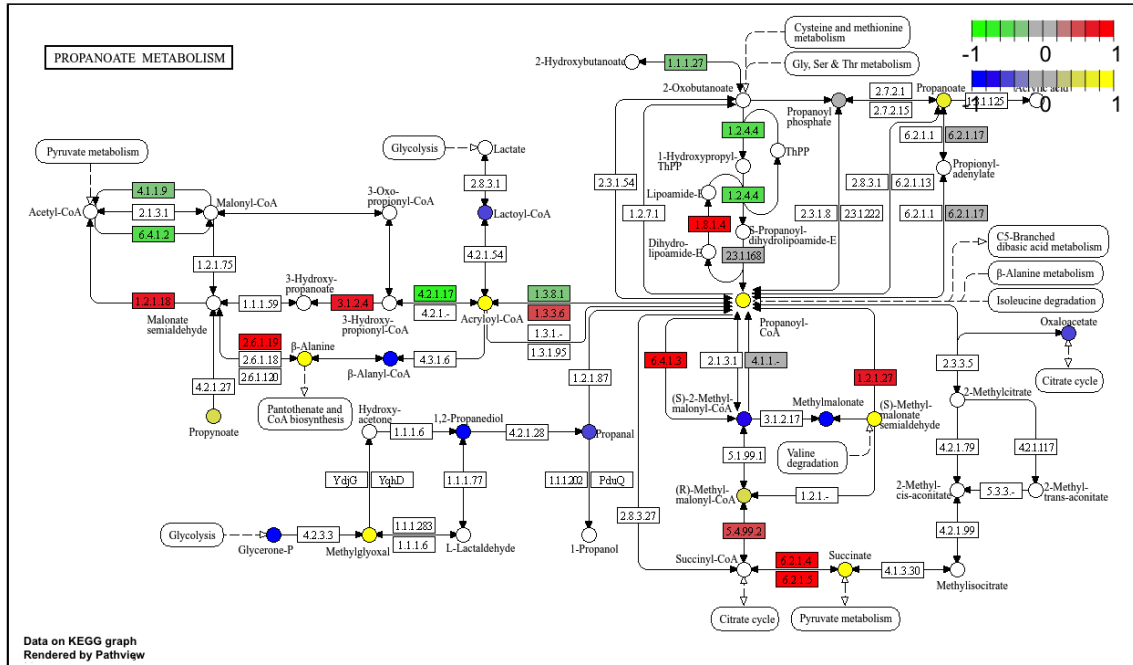 PROPANOATE METABOLISM
Cysteine and methionine
metabolism
Gly, Ser & Thr metabolism
-1
0
1
-1
0
1
2-Hydroxybutanoate
1.1.1.27
2-Oxobutanoate
Propanoyl
phosphate
2.7.2.1
2.7.2.15
Propanoate
1.3.1.125
Acrylic acid
6.2.1.1
6.2.1.17
Propionyl-
adenylate
6.2.1.1
6.2.1.17
1.2.4.4
ThPP
1-Hydroxypropyl-
ThPP
Lipoamide-E
1.2.4.4
1.8.1.4
S-Propanoyl-
dihydrolipoamide-E
Dihydro-
lipoamide-E
2.3.1.168
2.3.1.54
1.2.7.1
2.3.1.8
2.3.1.222
2.8.3.1
6.2.1.13
Pyruvate metabolism
Glycolysis
Lactate
2.8.3.1
Lactoyl-CoA
4.2.1.54
4.1.1.9
Acetyl-CoA
2.1.3.1
Malonyl-CoA
6.4.1.2
3-Oxo-
propionyl-CoA
1.2.1.75
1.2.1.18
Malonate
semialdehyde
1.1.1.59
3-Hydroxy-
propanoate
3.1.2.4
3-Hydroxy-
propionyl-CoA
4.2.1.17
4.2.1.-
Acryloyl-CoA
1.3.8.1
1.3.3.6
1.3.1.-
1.3.1.95
Propanoyl-
CoA
C5-Branched
dibasic acid metabolism
β-Alanine metabolism
Isoleucine degradation
Oxaloacetate
Citrate cycle
2.3.3.5
2-Methylcitrate
2.6.1.19
2.6.1.18
2.6.1.120
β-Alanine
β-Alanyl-CoA
4.3.1.6
4.2.1.27
Propynoate
Pantothenate and
CoA biosynthesis
1.2.1.87
6.4.1.3
2.1.3.1
4.1.1.-
1.2.1.27
(S)-2-Methyl-
malonyl-CoA
3.1.2.17
Methylmalonate
(S)-Methyl-
malonate
semialdehyde
Valine
degradation
5.1.99.1
(R)-Methyl-
malonyl-CoA
1.2.1.-
5.4.99.2
2.8.3.27
Succinyl-CoA
6.2.1.4
6.2.1.5
Succinate
4.1.3.30
Methylisocitrate
Citrate cycle
Pyruvate metabolism
4.2.1.79
4.2.1.117
2-Methyl-
cis-aconitate
5.3.3.-
2-Methyl-
trans-aconitate
4.2.1.99
Hydroxy-
acetone
1.1.1.6
1,2-Propanediol
4.2.1.28
Propanal
YdjG
YqhD
1.1.1.77
1.1.1.202
PduQ
Glycolysis
Glycerone-P
4.2.3.3
Methylglyoxal
1.1.1.283
1.1.1.6
L-Lactaldehyde
1-Propanol
Data on KEGG graph
Rendered by Pathview